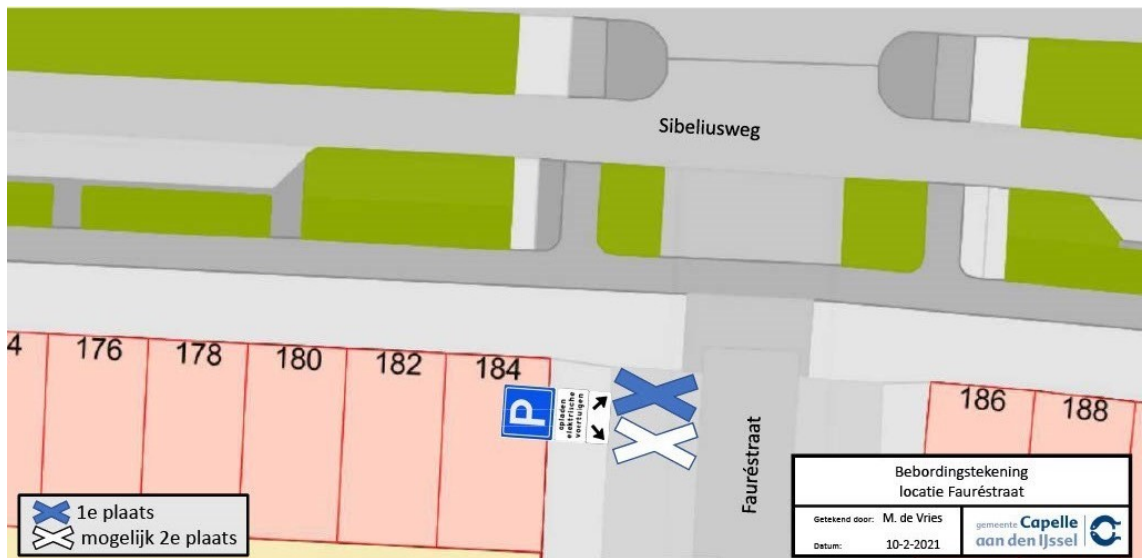 Sibeliusweg
4
176
178
180
182
184
186
188
P
opladen
elektrische
voertuigen
Fauréstraat
1e plaats
mogelijk 2e plaats
Bebordingstekening
locatie Fauréstraat
Getekend door: M. de Vries
Datum: 10-2-2021
gemeente Capelle
aan den IJssel